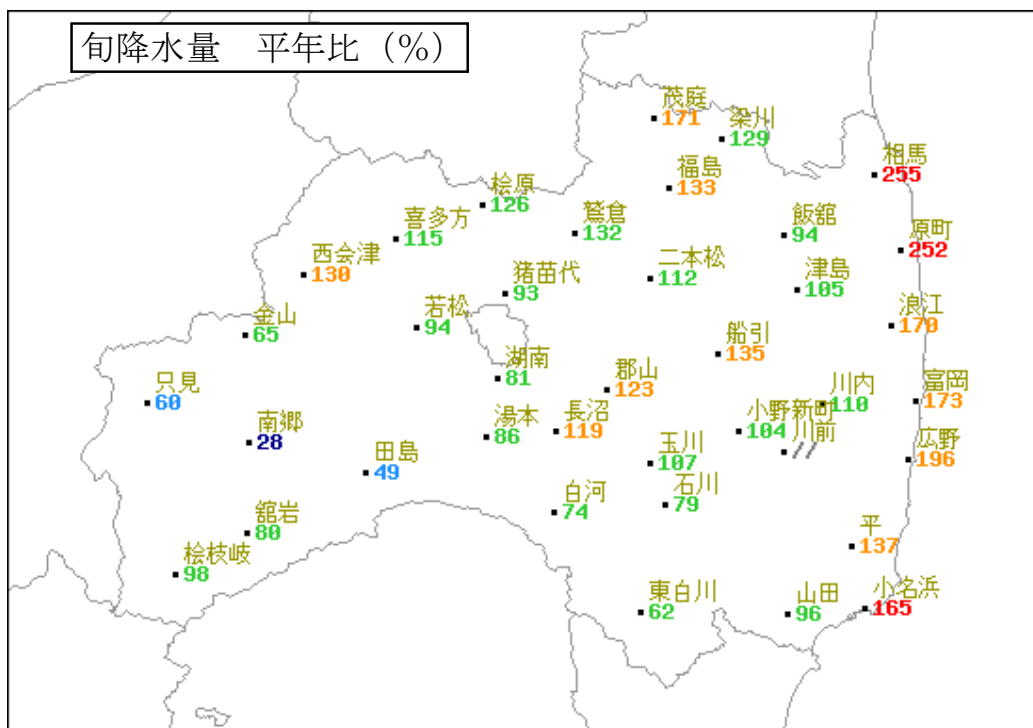 旬降水量　平年比（％）
茂庭
171
梁川
129
相馬
255
福島
133
桧原
126
鷲倉
132
飯舘
94
喜多方
115
原町
252
西会津
130
二本松
112
津島
105
猪苗代
93
若松
94
浪江
170
金山
65
船引
135
湖南
81
郡山
123
只見
60
川内
110
富岡
173
南郷
28
湯本
86
長沼
119
小野新町
104
川前
//
広野
196
田島
49
玉川
107
白河
74
石川
79
舘岩
80
平
137
桧枝岐
98
東白川
62
山田
96
小名浜
165